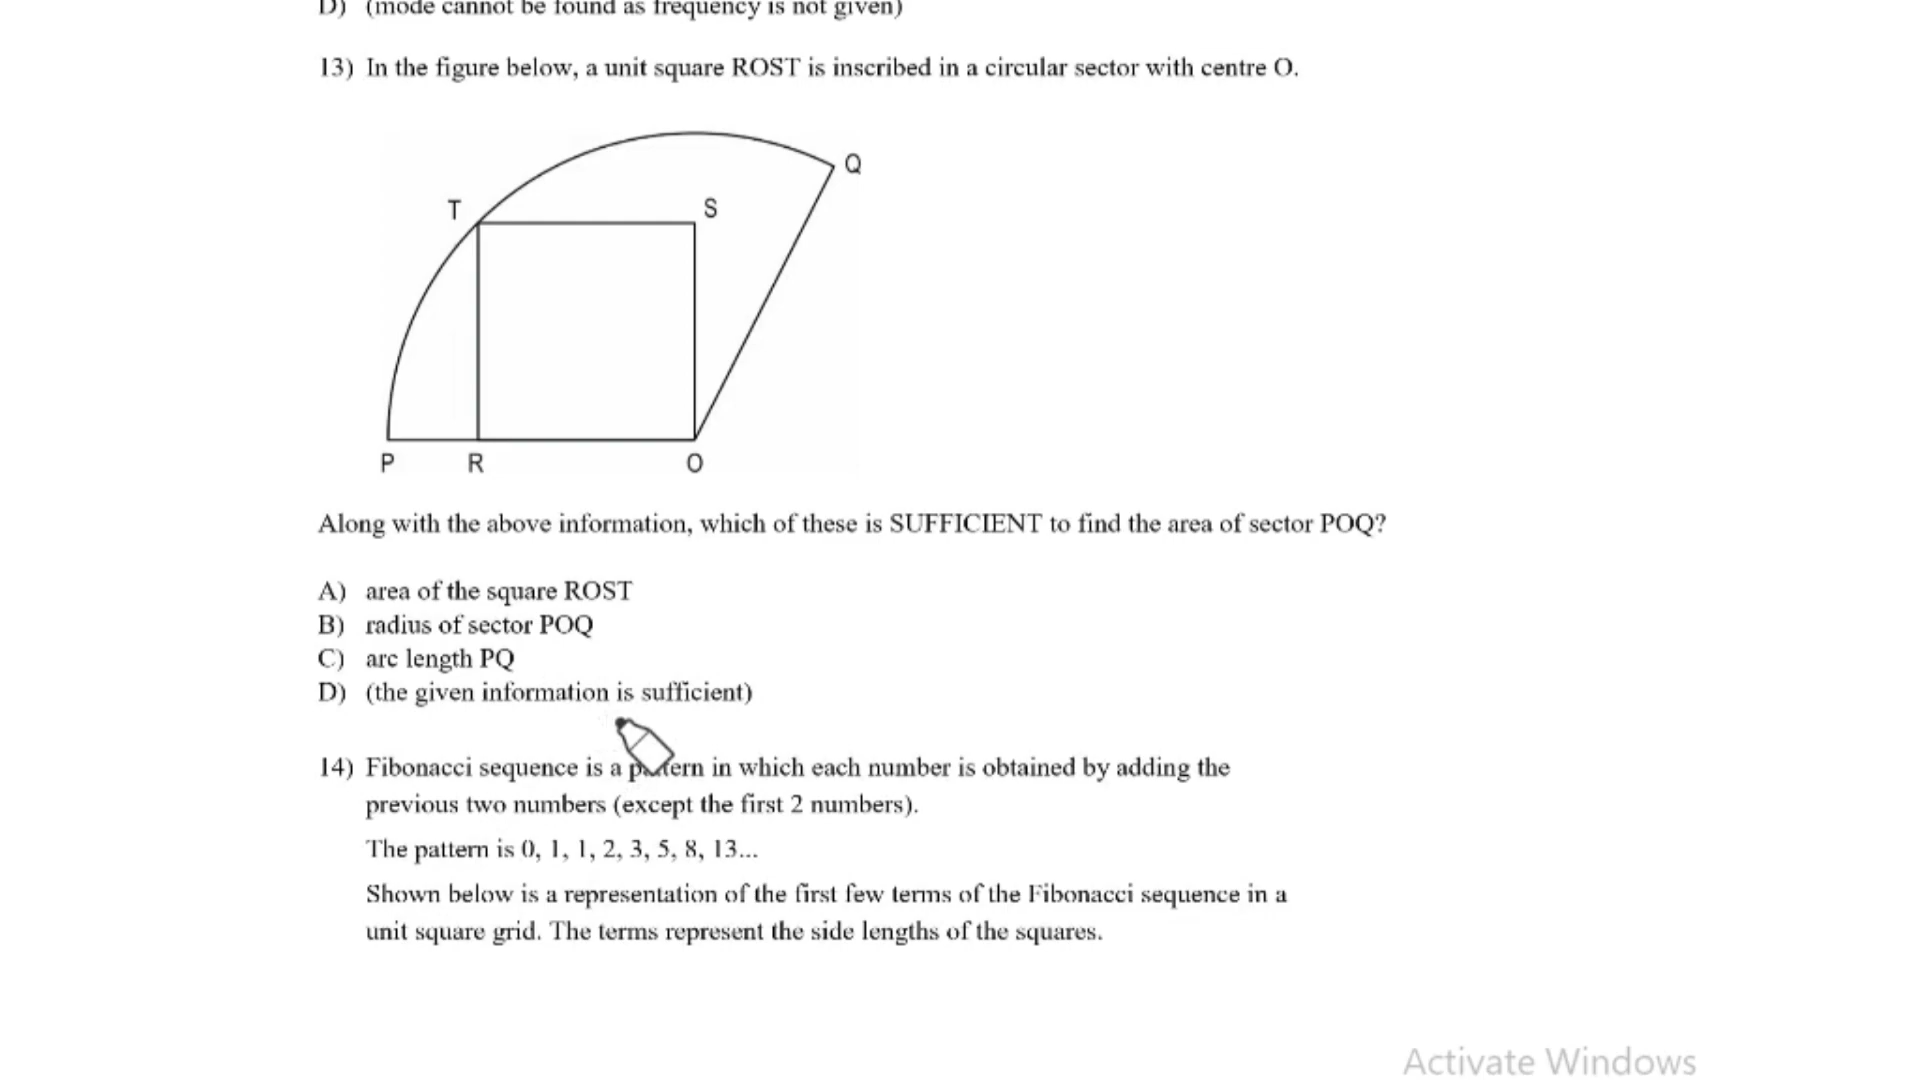 D) (mode cannot be found as frequency is not given)
13) In the figure below, a unit square ROST is inscribed in a circular sector with centre O.
Q
T
S
P
R
O
Along with the above information, which of these is SUFFICIENT to find the area of sector POQ?
A) area of the square ROST
B) radius of sector POQ
C) arc length PQ
D) (the given information is sufficient)
14) Fibonacci sequence is a pattern in which each number is obtained by adding the
previous two numbers (except the first 2 numbers).
The pattern is 0, 1, 1, 2, 3, 5, 8, 13...
Shown below is a representation of the first few terms of the Fibonacci sequence in a
unit square grid. The terms represent the side lengths of the squares.
Activate Windows